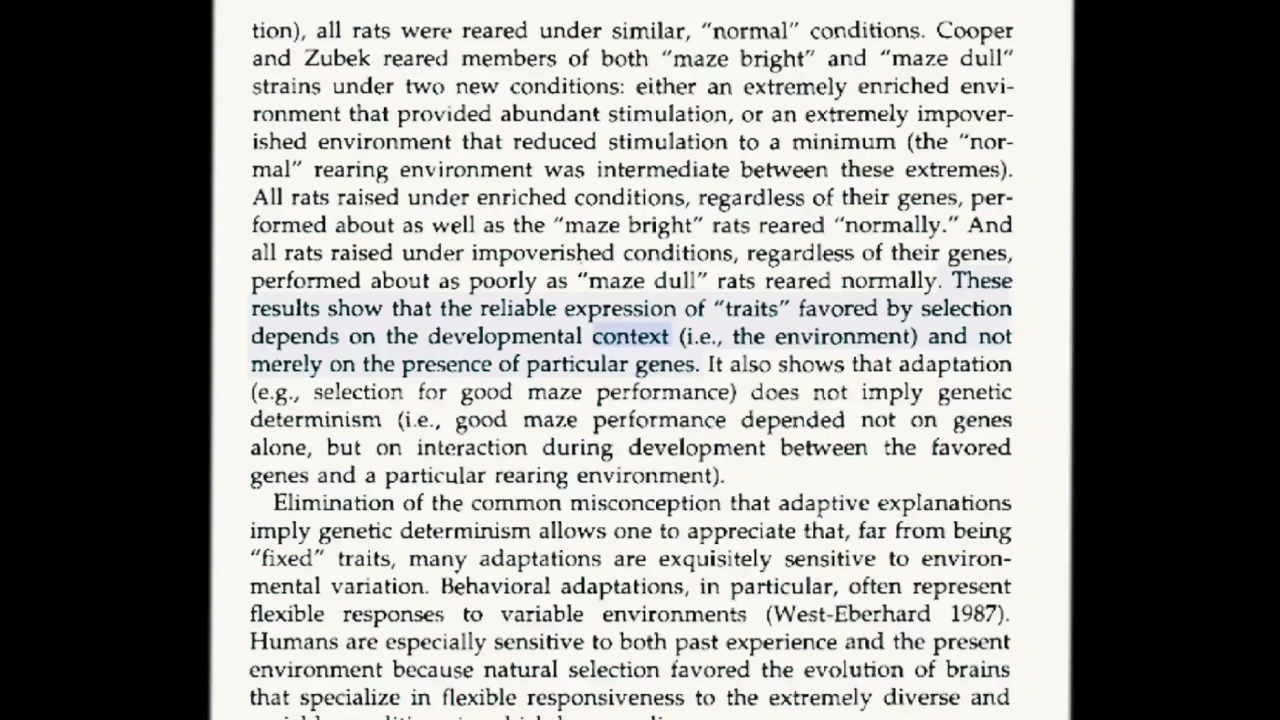 tion), all rats were reared under similar, “normal” conditions. Cooper
and Zubek reared members of both “maze bright” and “maze dull”
strains under two new conditions: either an extremely enriched envi-
ronment that provided abundant stimulation, or an extremely impover-
ished environment that reduced stimulation to a minimum (the “nor-
mal” rearing environment was intermediate between these extremes).
All rats raised under enriched conditions, regardless of their genes, per-
formed about as well as the “maze bright” rats reared “normally.” And
all rats raised under impoverished conditions, regardless of their genes,
performed about as poorly as “maze dull” rats reared normally. These
results show that the reliable expression of “traits” favored by selection
depends on the developmental context (i.e., the environment) and not
merely on the presence of particular genes. It also shows that adaptation
(e.g., selection for good maze performance) does not imply genetic
determinism (i.e., good maze performance depended not on genes
alone, but on interaction during development between the favored
genes and a particular rearing environment).
Elimination of the common misconception that adaptive explanations
imply genetic determinism allows one to appreciate that, far from being
“fixed” traits, many adaptations are exquisitely sensitive to environ-
mental variation. Behavioral adaptations, in particular, often represent
flexible responses to variable environments (West-Eberhard 1987).
Humans are especially sensitive to both past experience and the present
environment because natural selection favored the evolution of brains
that specialize in flexible responsiveness to the extremely diverse and